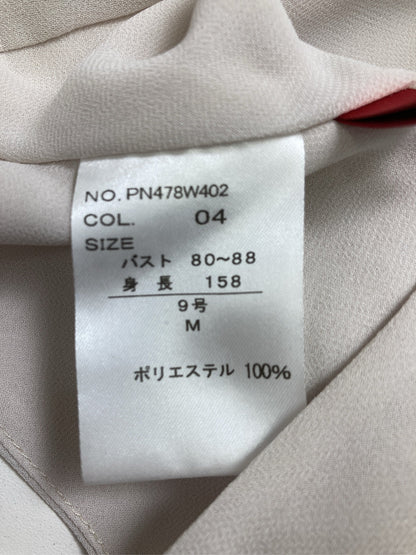 NO. PN478W402
COL. 04
SIZE
バスト 80〜88
身 長 158
9号
M
ポリエステル 100%